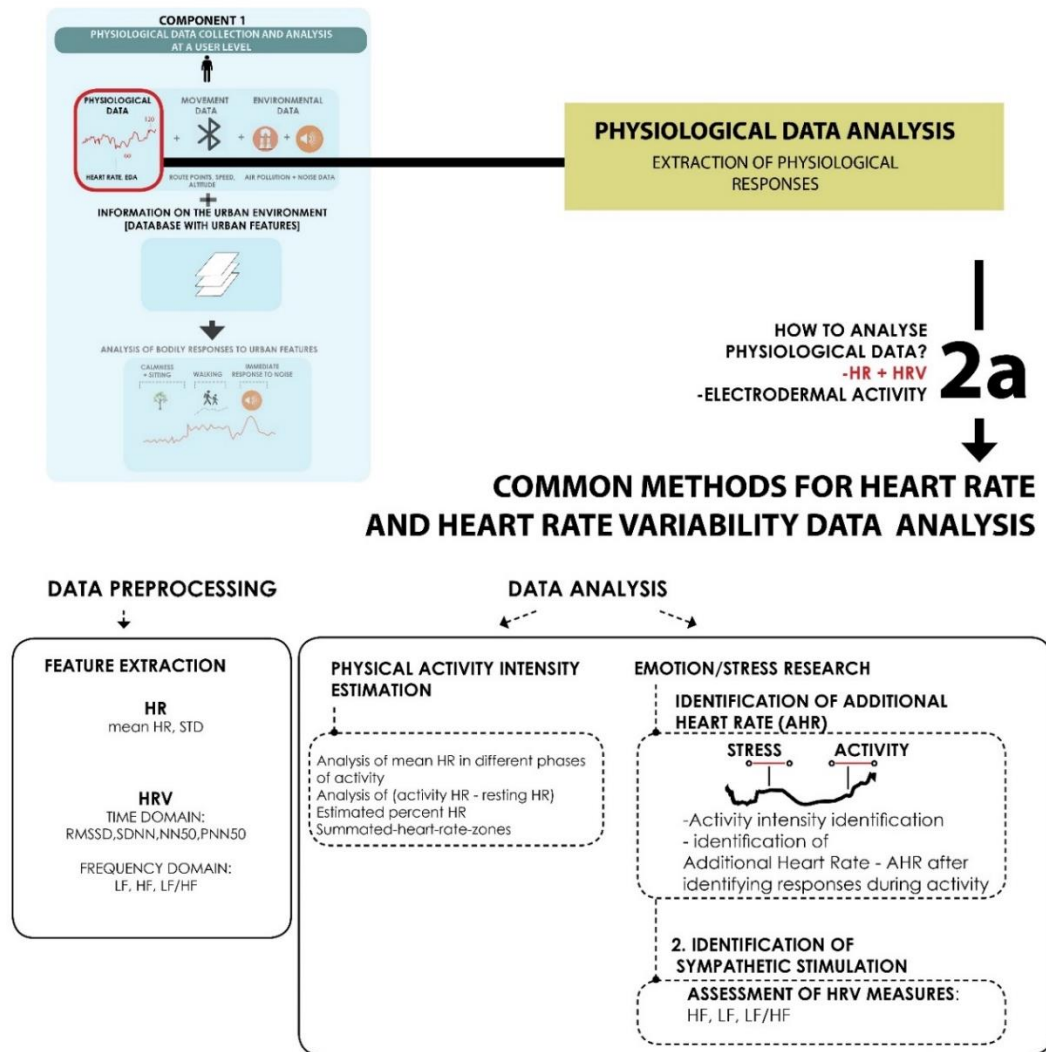 COMPONENT 1
PHYSIOLOGICAL DATA COLLECTION AND ANALYSIS
AT A USER LEVEL
PHYSIOLOGICAL
DATA
120
60
HEART RATE, EDA
+
MOVEMENT
DATA
ROUTE POINTS, SPEED,
ALTITUDE
+
ENVIRONMENTAL
DATA
+
AIR POLLUTION + NOISE DATA
+
INFORMATION ON THE URBAN ENVIRONMENT
[DATABASE WITH URBAN FEATURES]
ANALYSIS OF BODILY RESPONSES TO URBAN FEATURES
CALMNESS
+ SITTING
WALKING
IMMEDIATE
RESPONSE TO NOISE
PHYSIOLOGICAL DATA ANALYSIS
EXTRACTION OF PHYSIOLOGICAL
RESPONSES
HOW TO ANALYSE
PHYSIOLOGICAL DATA?
-HR + HRV
-ELECTRODERMAL ACTIVITY
2a
COMMON METHODS FOR HEART RATE
AND HEART RATE VARIABILITY DATA ANALYSIS
DATA PREPROCESSING
FEATURE EXTRACTION
HR
mean HR, STD
HRV
TIME DOMAIN:
RMSSD,SDNN,NN50,PNN50
FREQUENCY DOMAIN:
LF, HF, LF/HF
DATA ANALYSIS
PHYSICAL ACTIVITY INTENSITY
ESTIMATION
Analysis of mean HR in different phases
of activity
Analysis of (activity HR - resting HR)
Estimated percent HR
Summated-heart-rate-zones
EMOTION/STRESS RESEARCH
IDENTIFICATION OF ADDITIONAL
HEART RATE (AHR)
STRESS
ACTIVITY
-Activity intensity identification
- identification of
Additional Heart Rate - AHR after
identifying responses during activity
2. IDENTIFICATION OF
SYMPATHETIC STIMULATION
ASSESSMENT OF HRV MEASURES:
HF, LF, LF/HF